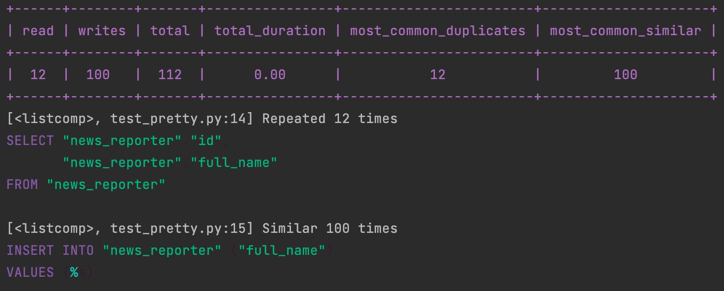 +------+--------+-------+----------------+------------------------+---------------------+
| read | writes | total | total_duration | most_common_duplicates | most_common_similar |
+------+--------+-------+----------------+------------------------+---------------------+
|  12  |  100   |  112  |      0.00      |           12           |         100         |
+------+--------+-------+----------------+------------------------+---------------------+
[<listcomp>, test_pretty.py:14] Repeated 12 times
SELECT "news_reporter" "id"
       "news_reporter" "full_name"
FROM "news_reporter"

[<listcomp>, test_pretty.py:15] Similar 100 times
INSERT INTO "news_reporter" ("full_name")
VALUES (%)